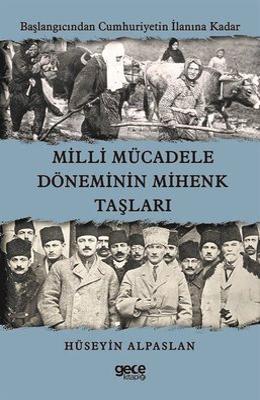 Başlangıcından Cumhuriyetin İlanına Kadar
MİLLİ MÜCADELE
DÖNEMİNİN MİHENK
TAŞLARI
HÜSEYİN ALPASLAN
gece
kitaplığı